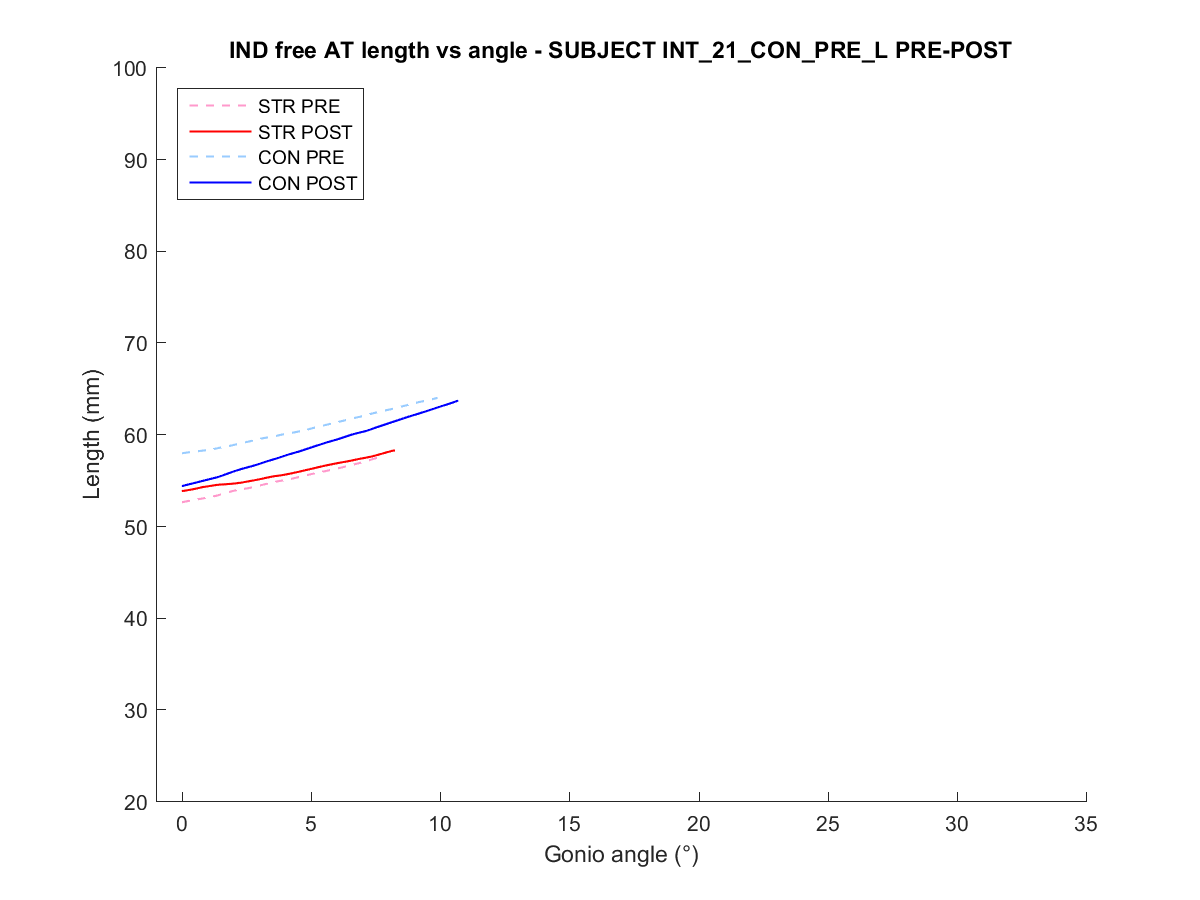 IND free AT length vs angle - SUBJECT INT_21_CON_PRE_L PRE-POST
100
90
80
70
60
50
40
30
20
Length (mm)
STR PRE
STR POST
CON PRE
CON POST
0 5 10 15 20 25 30 35
Gonio angle (°)